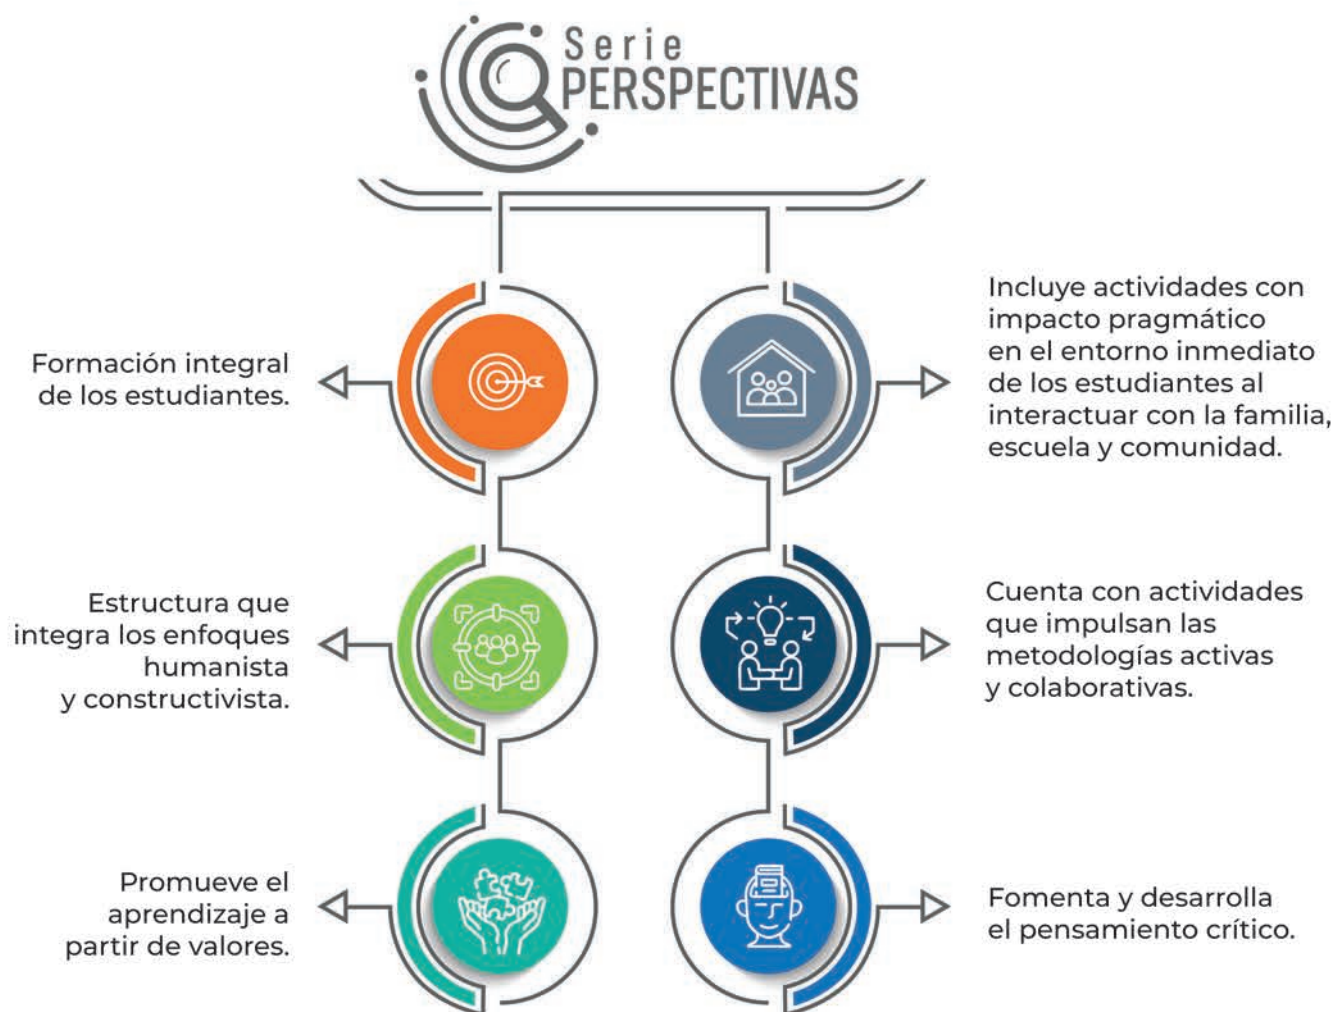 Serie
PERSPECTIVAS
Formación integral
de los estudiantes.
Estructura que
integra los enfoques
humanista
y constructivista.
Promueve el
aprendizaje a
partir de valores.
Incluye actividades con
impacto pragmático
en el entorno inmediato
de los estudiantes al
interactuar con la familia,
escuela y comunidad.
Cuenta con actividades
que impulsan las
metodologías activas
y colaborativas.
Fomenta y desarrolla
el pensamiento crítico.